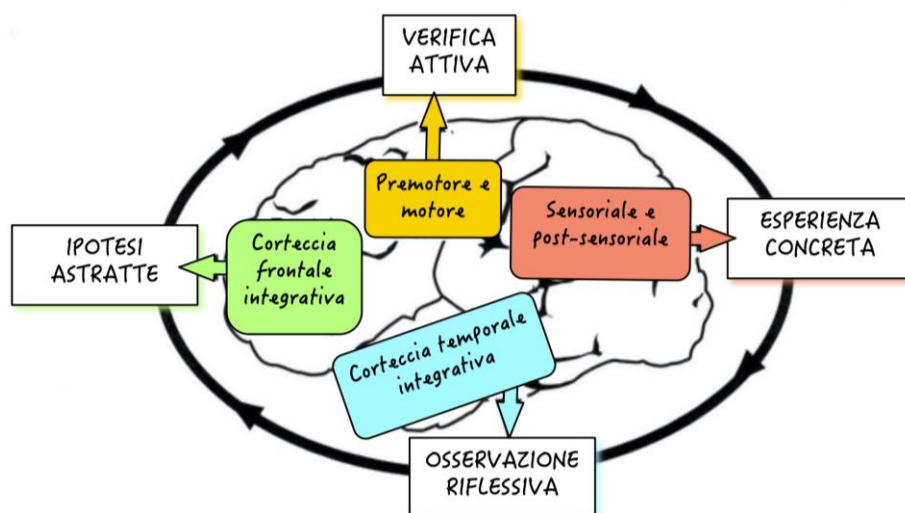 VERIFICA
ATTIVA
Premotore e
motore
Sensoriale e
post-sensoriale
ESPERIENZA
CONCRETA
IPOTESI
ASTRATTE
Corteccia
frontale
integrativa
Corteccia temporale
integrativa
OSSERVAZIONE
RIFLESSIVA